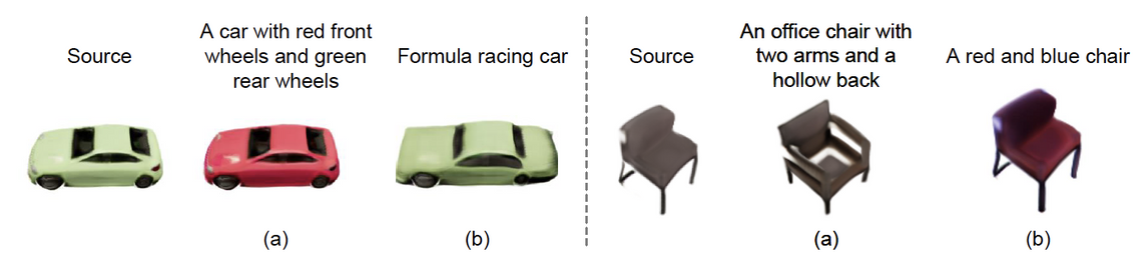 Source
A car with red front
wheels and green
rear wheels
Formula racing car
Source
An office chair with
two arms and a
hollow back
A red and blue chair
(a)
(b)
(a)
(b)